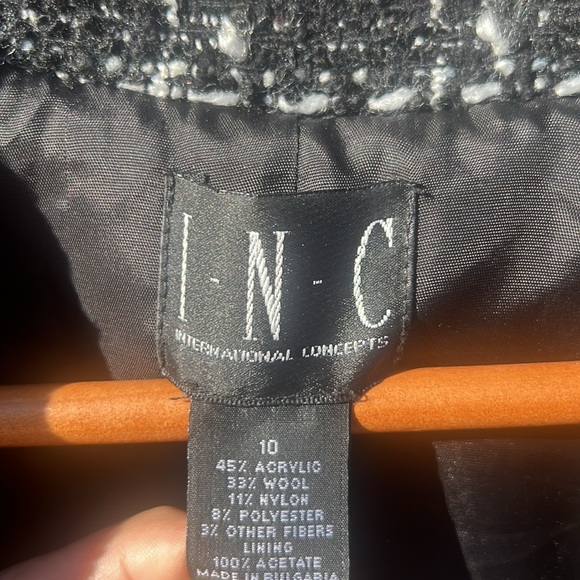 I-N-C
INTERNATIONAL CONCEPTS
10
45% ACRYLIC
33% WOOL
11% NYLON
8% POLYESTER
3% OTHER FIBERS
LINING
100% ACETATE
MADE IN BULGARIA